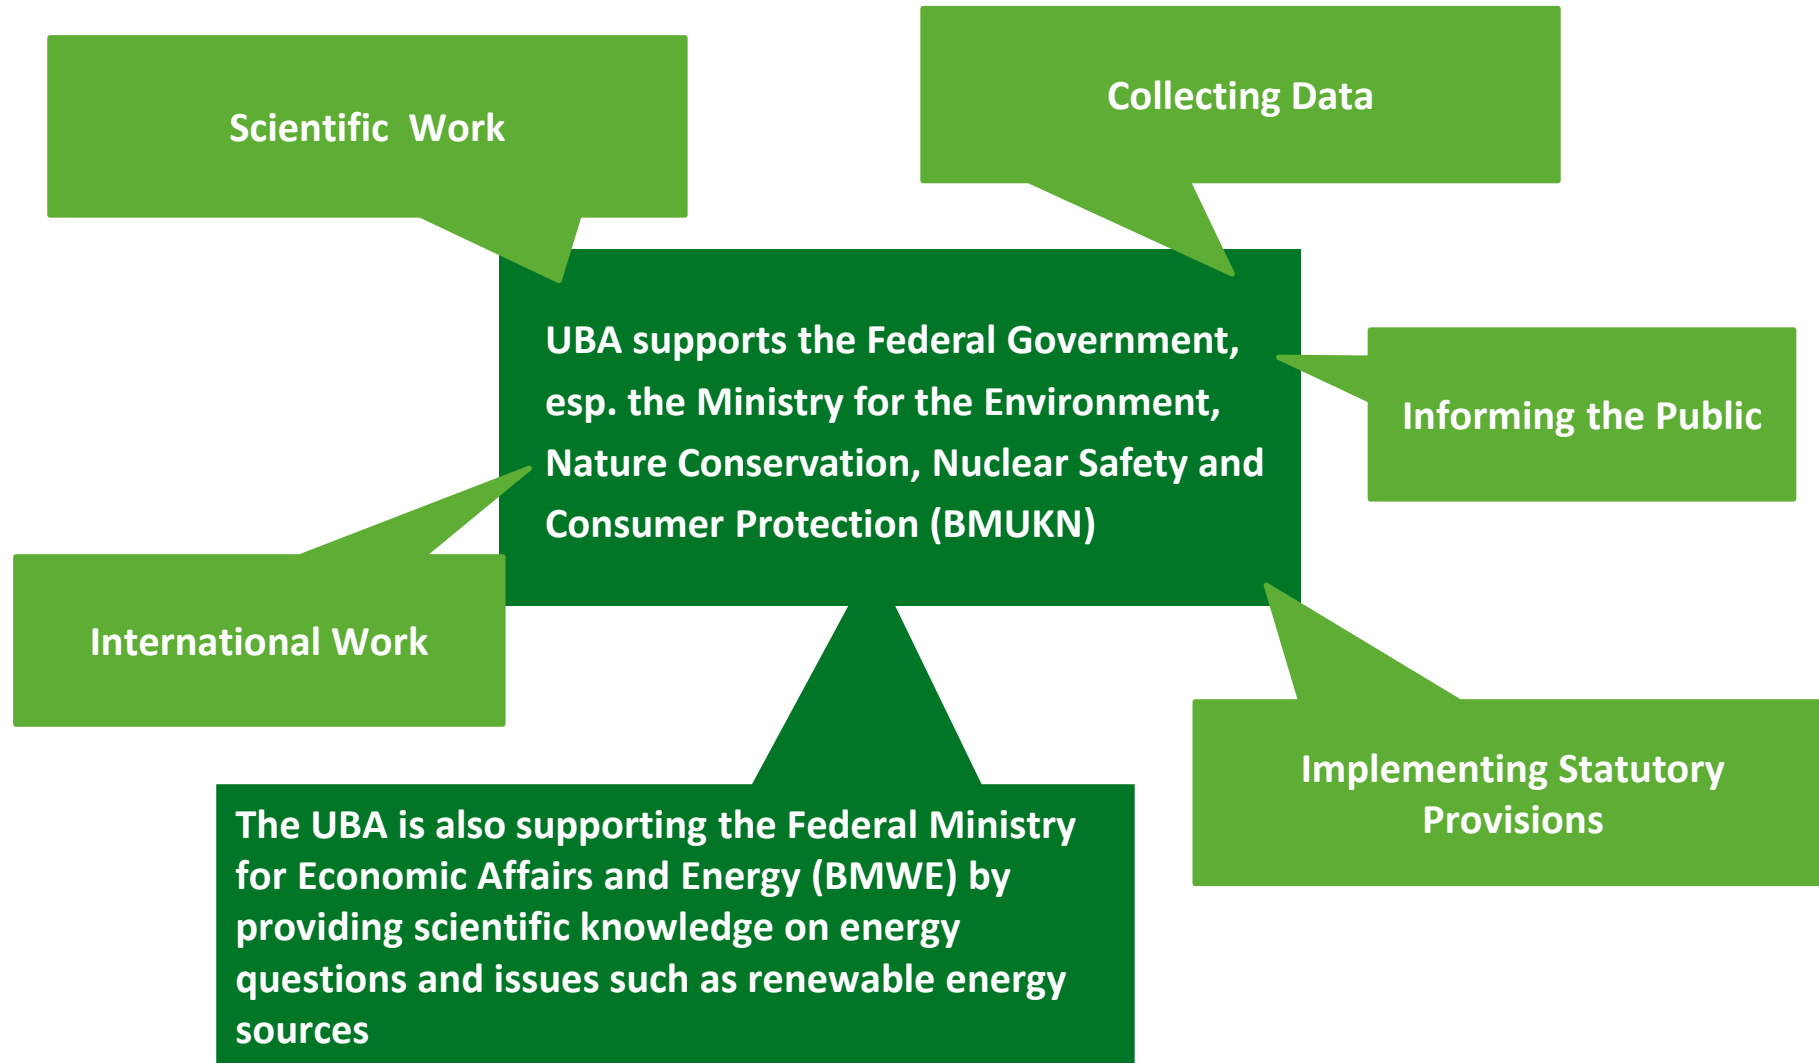 Scientific  Work
Collecting Data
UBA supports the Federal Government,
esp. the Ministry for the Environment,
Nature Conservation, Nuclear Safety and
Consumer Protection (BMUKN)
Informing the Public
International Work
Implementing Statutory
Provisions
The UBA is also supporting the Federal Ministry
for Economic Affairs and Energy (BMWE) by
providing scientific knowledge on energy
questions and issues such as renewable energy
sources